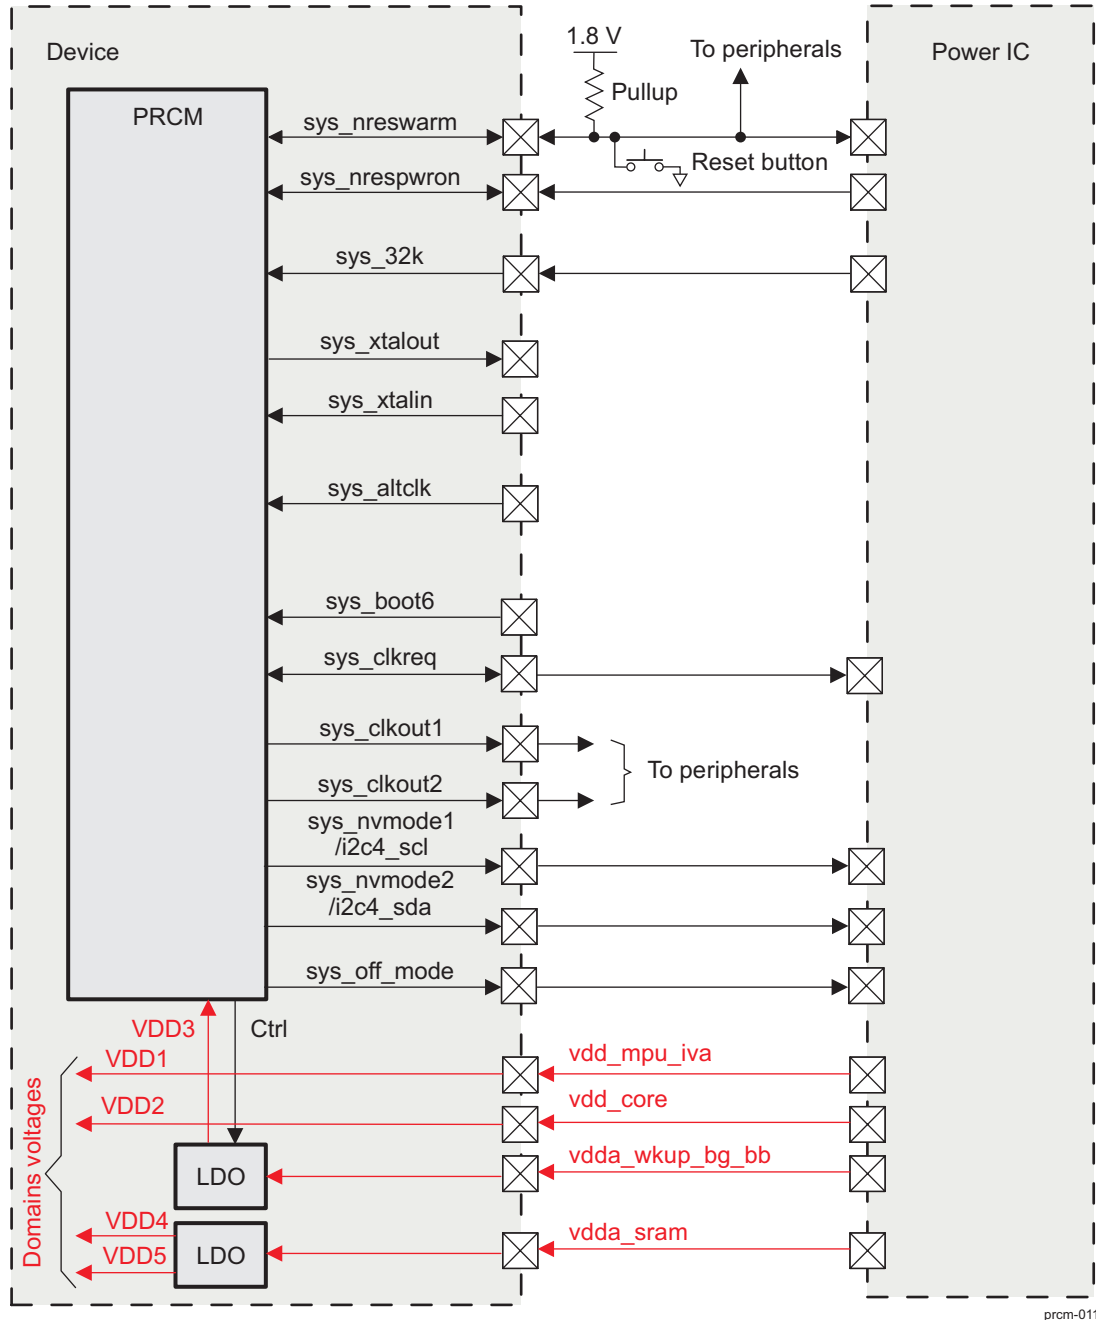 Device
1.8 V
To peripherals
Power IC
Pullup
PRCM
sys_nreswarm
Reset button
sys_nrespwron
sys_32k
sys_xtalout
sys_xtalin
sys_altclk
sys_boot6
sys_clkreq
sys_clkout1
To peripherals
sys_clkout2
sys_nvmode1
/i2c4_scl
sys_nvmode2
/i2c4_sda
sys_off_mode
VDD3
Ctrl
VDD1
vdd_mpu_iva
VDD2
vdd_core
Domains voltages
LDO
vdda_wkup_bg_bb
VDD4
vdda_sram
VDD5
LDO
prcm-011